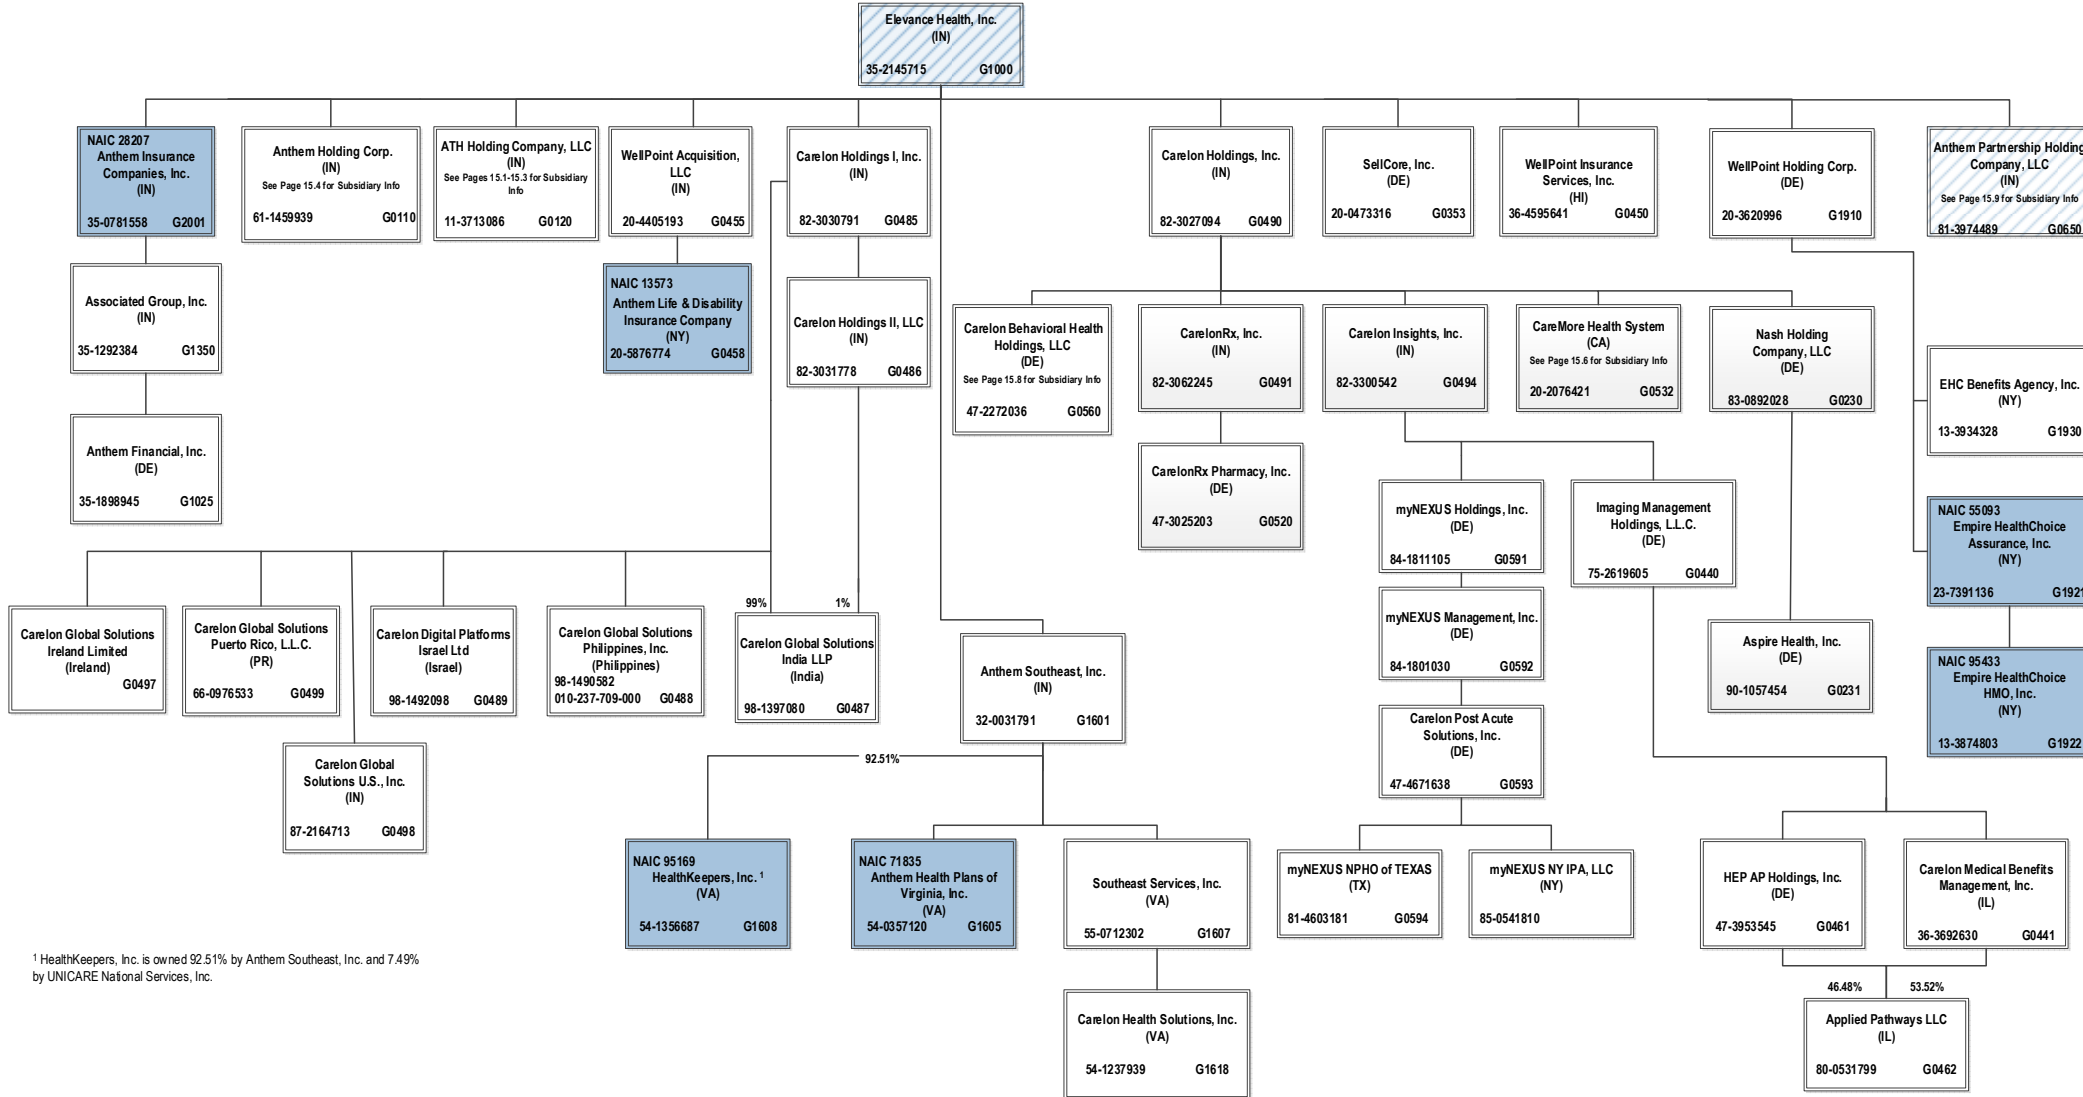 Elevance Health, Inc.
(IN)
35-2145715 G1000
NAIC 28207
Anthem Insurance
Companies, Inc.
(IN)
35-0781558 G2001
Anthem Holding Corp.
(IN)
See Page 15.4 for Subsidiary Info
61-1459939 G0110
ATH Holding Company, LLC
(IN)
See Pages 15.1-15.3 for Subsidiary
Info
11-3713086 G0120
WellPoint Acquisition,
LLC
(IN)
20-4405193 G0455
Carelon Holdings I, Inc.
(IN)
82-3030791 G0485
Carelon Holdings, Inc.
(IN)
82-3027094 G0490
SellCore, Inc.
(DE)
20-0473316 G0353
WellPoint Insurance
Services, Inc.
(HI)
36-4595641 G0450
WellPoint Holding Corp.
(DE)
20-3620996 G1910
Anthem Partnership Holding
Company, LLC
(IN)
See Page 15.9 for Subsidiary Info
81-3974489 G0650
Associated Group, Inc.
(IN)
35-1292384 G1350
NAIC 13573
Anthem Life & Disability
Insurance Company
(NY)
20-5876774 G0458
Carelon Holdings II, LLC
(IN)
82-3031778 G0486
Carelon Behavioral Health
Holdings, LLC
(DE)
See Page 15.8 for Subsidiary Info
47-2272036 G0560
CarelonRx, Inc.
(IN)
82-3062245 G0491
Carelon Insights, Inc.
(IN)
82-3300542 G0494
CareMore Health System
(CA)
See Page 15.6 for Subsidiary Info
20-2076421 G0532
Nash Holding
Company, LLC
(DE)
83-0892028 G0230
EHC Benefits Agency, Inc.
(NY)
13-3934328 G1930
Anthem Financial, Inc.
(DE)
35-1898945 G1025
CarelonRx Pharmacy, Inc.
(DE)
47-3025203 G0520
myNEXUS Holdings, Inc.
(DE)
84-1811105 G0591
Imaging Management
Holdings, L.L.C.
(DE)
75-2619605 G0440
NAIC 55093
Empire HealthChoice
Assurance, Inc.
(NY)
23-7391136 G1921
99% 1%
Carelon Global Solutions
Ireland Limited
(Ireland)
G0497
Carelon Global Solutions
Puerto Rico, L.L.C.
(PR)
66-0976533 G0499
Carelon Digital Platforms
Israel Ltd
(Israel)
98-1492098 G0489
Carelon Global Solutions
Philippines, Inc.
(Philippines)
98-1490582
010-237-709-000 G0488
Carelon Global Solutions
India LLP
(India)
98-1397080 G0487
Anthem Southeast, Inc.
(IN)
32-0031791 G1601
myNEXUS Management, Inc.
(DE)
84-1801030 G0592
Aspire Health, Inc.
(DE)
90-1057454 G0231
NAIC 95433
Empire HealthChoice
HMO, Inc.
(NY)
13-3874803 G1922
Carelon Global
Solutions U.S., Inc.
(IN)
87-2164713 G0498
92.51%
Carelon Post Acute
Solutions, Inc.
(DE)
47-4671638 G0593
NAIC 95169
HealthKeepers, Inc. 1
(VA)
54-1356687 G1608
NAIC 71835
Anthem Health Plans of
Virginia, Inc.
(VA)
54-0357120 G1605
Southeast Services, Inc.
(VA)
55-0712302 G1607
myNEXUS NPHO of TEXAS
(TX)
81-4603181 G0594
myNEXUS NY IPA, LLC
(NY)
85-0541810
HEP AP Holdings, Inc.
(DE)
47-3953545 G0461
Carelon Medical Benefits
Management, Inc.
(IL)
36-3692630 G0441
1 HealthKeepers, Inc. is owned 92.51% by Anthem Southeast, Inc. and 7.49%
by UNICARE National Services, Inc.
46.48% 53.52%
Carelon Health Solutions, Inc.
(VA)
54-1237939 G1618
Applied Pathways LLC
(IL)
80-0531799 G0462